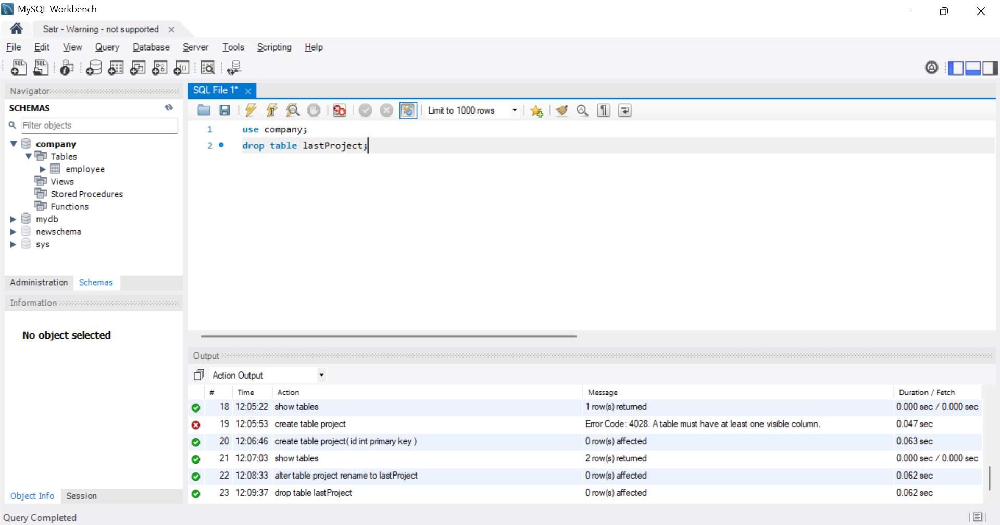 MySQL Workbench
Satr - Warning - not supported
File Edit View Query Database Server Tools Scripting Help
Navigator
SQL File 1*
SCHEMAS
Limit to 1000 rows
Filter objects
1 use company;
2 drop table lastProject;
company
Tables
employee
Views
Stored Procedures
Functions
mydb
newschema
sys
Administration Schemas
Information
No object selected
Output
Action Output
# Time Action Message Duration / Fetch
18 12:05:22 show tables 1 row(s) returned 0.000 sec / 0.000 sec
19 12:05:53 create table project Error Code: 4028. A table must have at least one visible column. 0.047 sec
20 12:06:46 create table project( id int primary key ) 0 row(s) affected 0.063 sec
21 12:07:03 show tables 2 row(s) returned 0.000 sec / 0.000 sec
22 12:08:33 alter table project rename to lastProject 0 row(s) affected 0.062 sec
23 12:09:37 drop table lastProject 0 row(s) affected 0.062 sec
Object Info Session
Query Completed